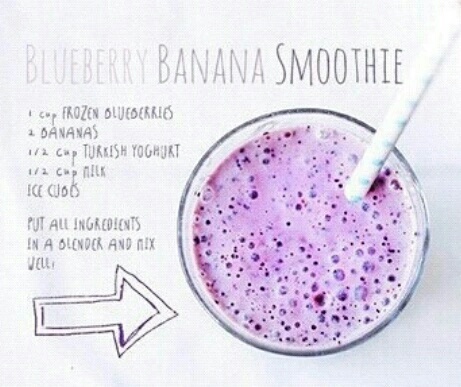 BLUEBERRY BANANA SMOOTHIE
1 cup FROZEN BLUEBERRIES
2 BANANAS
1/2 cup TURKISH YOGHURT
1/2 cup MILK
ICE CUBES
PUT ALL INGREDIENTS
IN A BLENDER AND MIX
WELL!